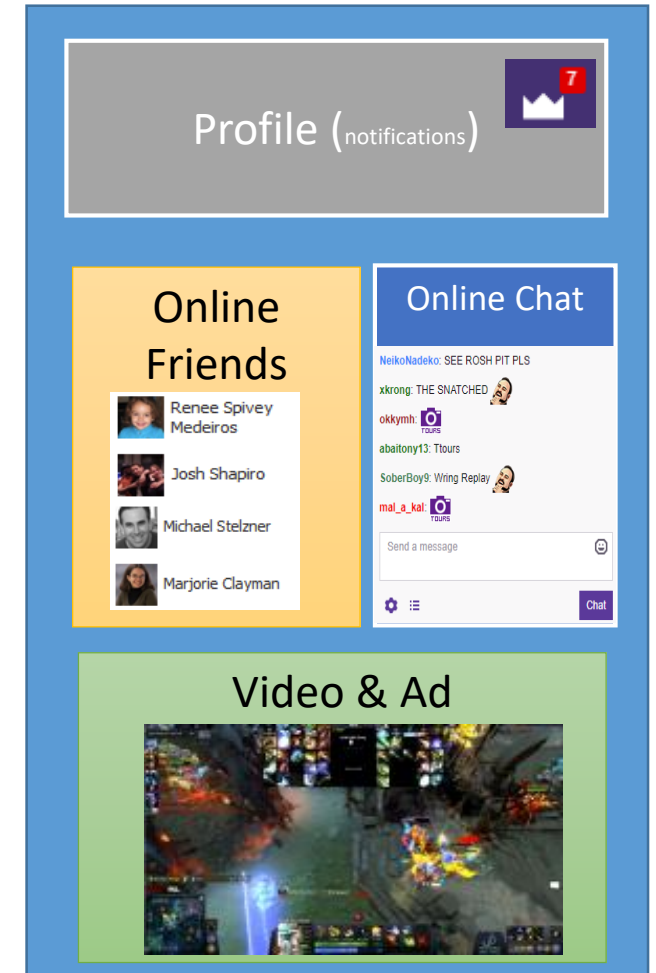 Profile (notifications)
7
Online
Friends
Renee Spivey
Medeiros
Josh Shapiro
Michael Stelzner
Marjorie Clayman
Online Chat
NeikoNadeko: SEE ROSH PIT PLS
xkrong: THE SNATCHED
okkymh: TOURS
abaitony13: Ttours
SoberBoy9: Wring Replay
mal_a_kal: TOURS
Send a message
Chat
Video & Ad